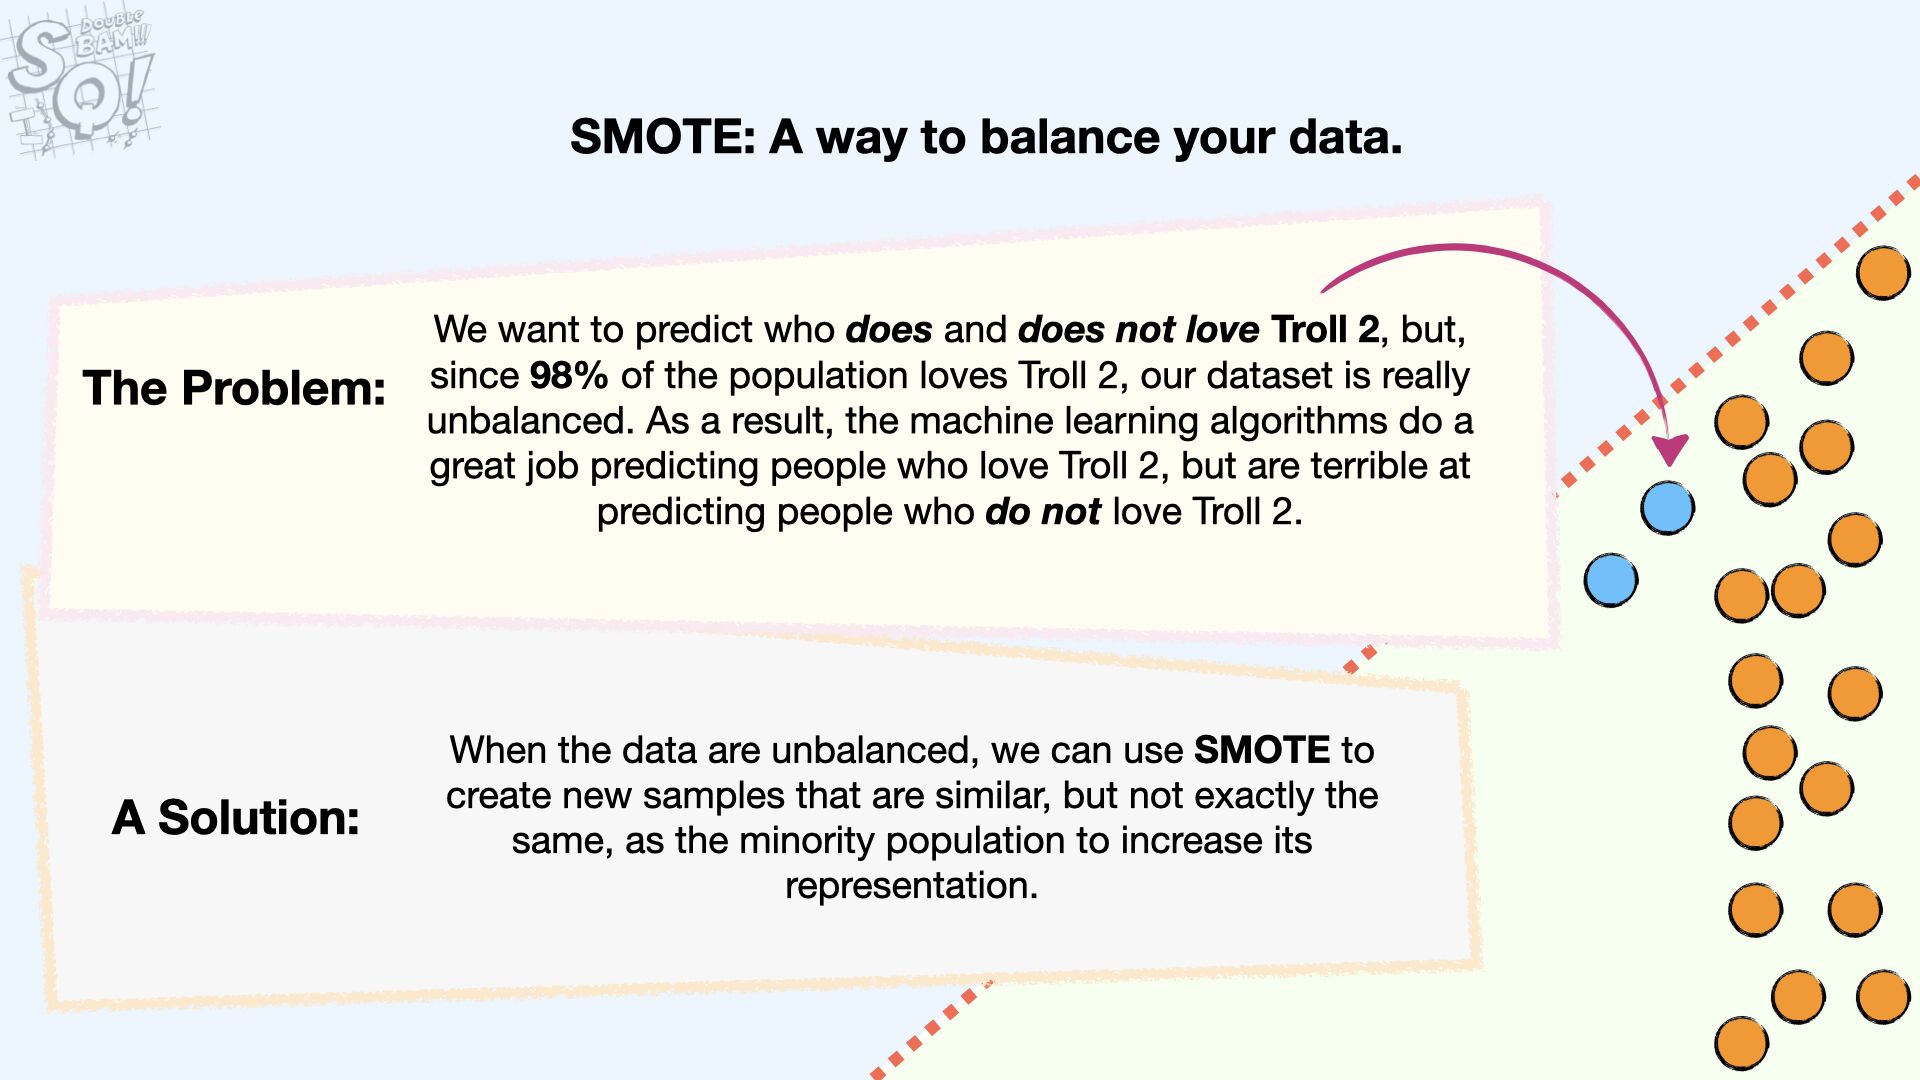 DOUBLE
BAM!!!
SQ!
SMOTE: A way to balance your data.
The Problem:
We want to predict who does and does not love Troll 2, but,
since 98% of the population loves Troll 2, our dataset is really
unbalanced. As a result, the machine learning algorithms do a
great job predicting people who love Troll 2, but are terrible at
predicting people who do not love Troll 2.
A Solution:
When the data are unbalanced, we can use SMOTE to
create new samples that are similar, but not exactly the
same, as the minority population to increase its
representation.